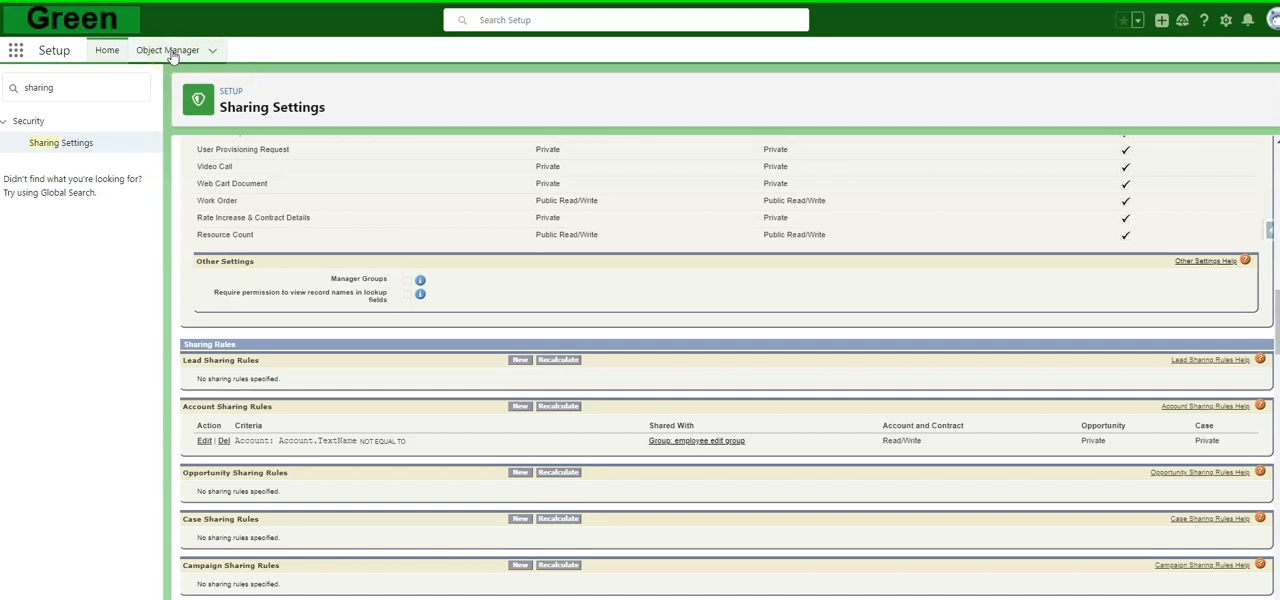 Green
Search Setup
Setup
Home
Object Manager
sharing
Security
Sharing Settings
Didn't find what you're looking for?
Try using Global Search.
SETUP
Sharing Settings
User Provisioning Request Private Private
Video Call Private Private
Web Cart Document Private Private
Work Order Public Read/Write Public Read/Write
Rate Increase & Contract Details Private Private
Resource Count Public Read/Write Public Read/Write
Other Settings Other Settings Help ?
Manager Groups i
Require permission to view record names in lookup
fields i
Sharing Rules
Lead Sharing Rules New Recalculate Lead Sharing Rules Help ?
No sharing rules specified.
Account Sharing Rules New Recalculate Account Sharing Rules Help ?
Action Criteria Shared With Account and Contract Opportunity Case
Edit | Del Account: Account.TextName NOT EQUAL TO Group: employee edit group Read/Write Private Private
Opportunity Sharing Rules New Recalculate Opportunity Sharing Rules Help ?
No sharing rules specified.
Case Sharing Rules New Recalculate Case Sharing Rules Help ?
No sharing rules specified.
Campaign Sharing Rules New Recalculate Campaign Sharing Rules Help ?
No sharing rules specified.